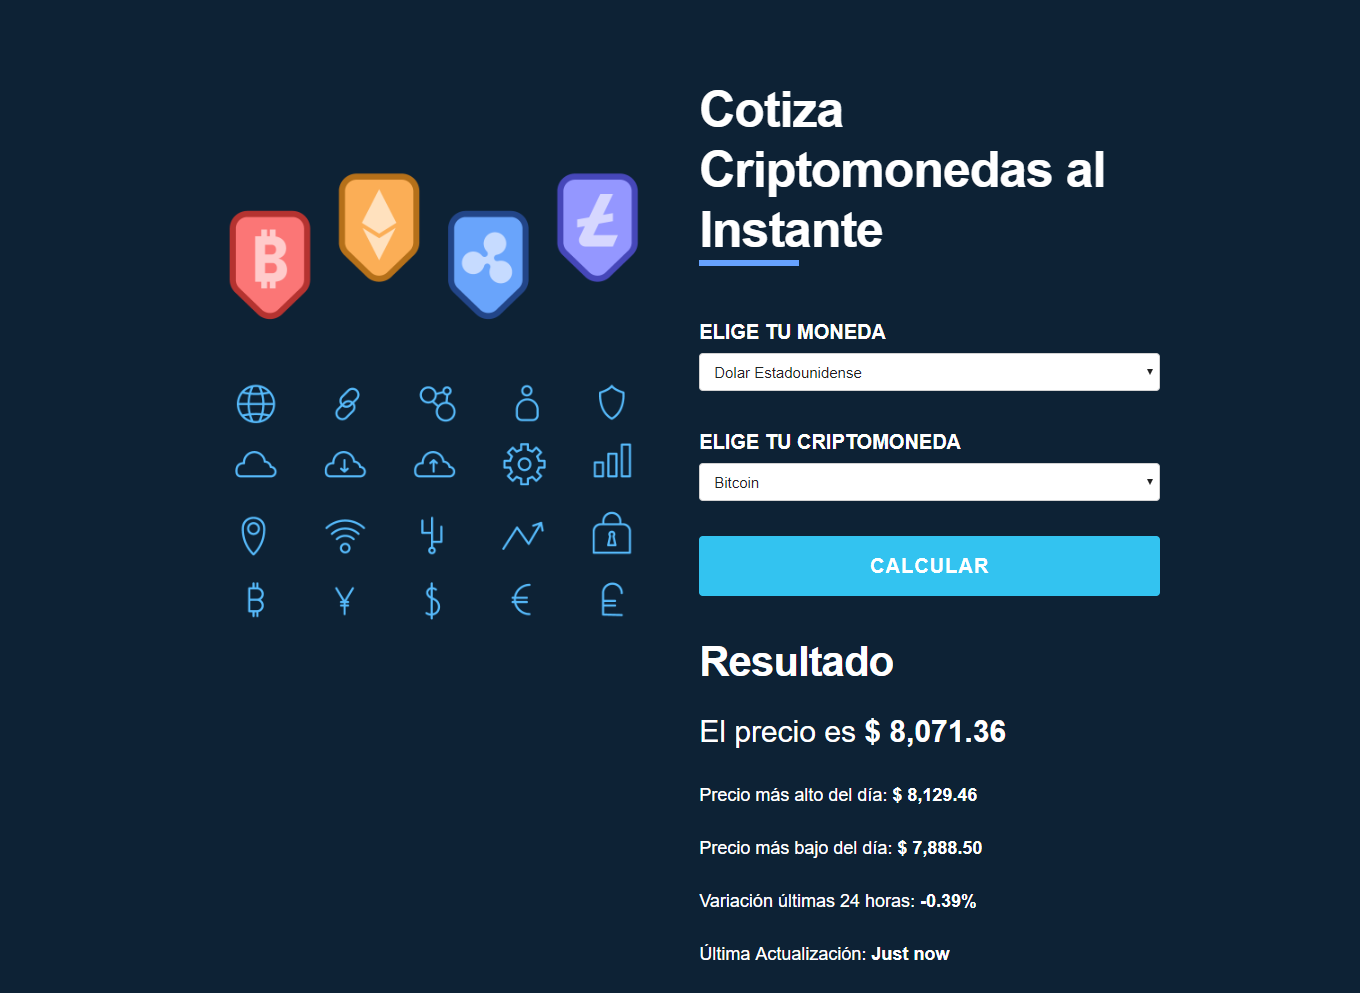 Cotiza
Criptomonedas al
Instante
ELIGE TU MONEDA
Dolar Estadounidense
ELIGE TU CRIPTOMONEDA
Bitcoin
CALCULAR
Resultado
El precio es $ 8,071.36
Precio más alto del día: $ 8,129.46
Precio más bajo del día: $ 7,888.50
Variación últimas 24 horas: -0.39%
Última Actualización: Just now